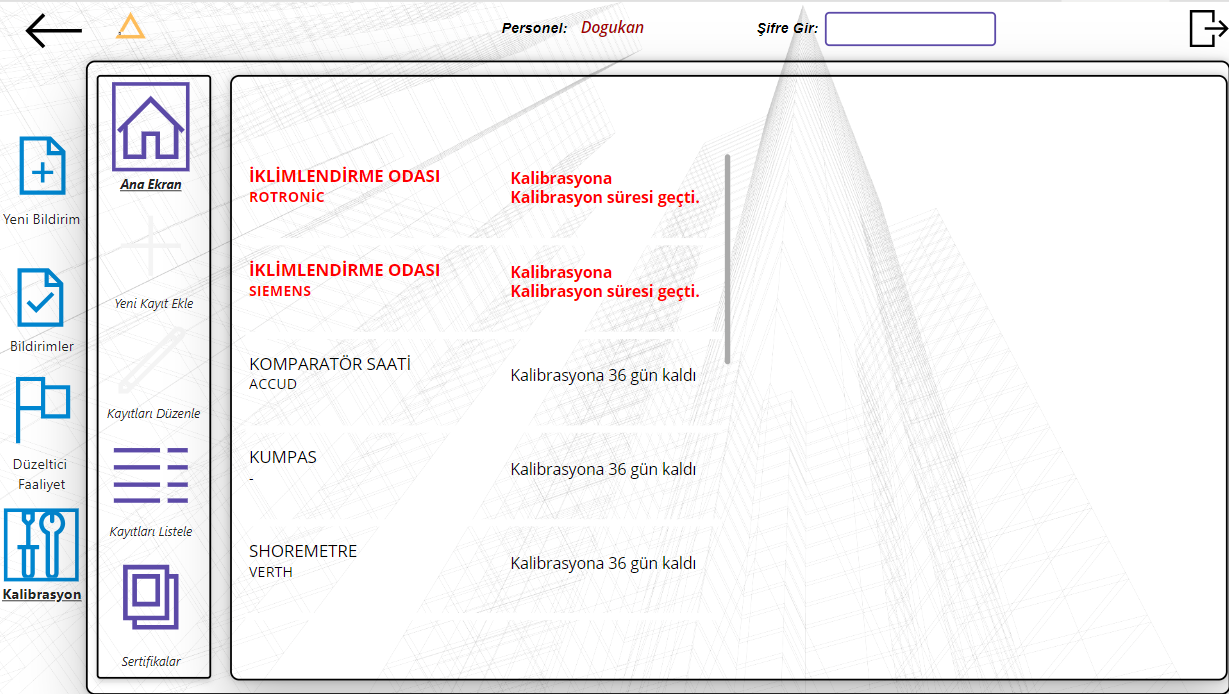 Personel: Dogukan
Şifre Gir:
Yeni Bildirim
Bildirimler
Düzeltici
Faaliyet
Kalibrasyon
Ana Ekran
Yeni Kayıt Ekle
Kayıtları Düzenle
Kayıtları Listele
Sertifikalar
İKLİMLENDİRME ODASI
ROTRONİC
Kalibrasyona
Kalibrasyon süresi geçti.
İKLİMLENDİRME ODASI
SIEMENS
Kalibrasyona
Kalibrasyon süresi geçti.
KOMPARATÖR SAATİ
ACCUD
Kalibrasyona 36 gün kaldı
KUMPAS
-
Kalibrasyona 36 gün kaldı
SHOREMETRE
VERTH
Kalibrasyona 36 gün kaldı